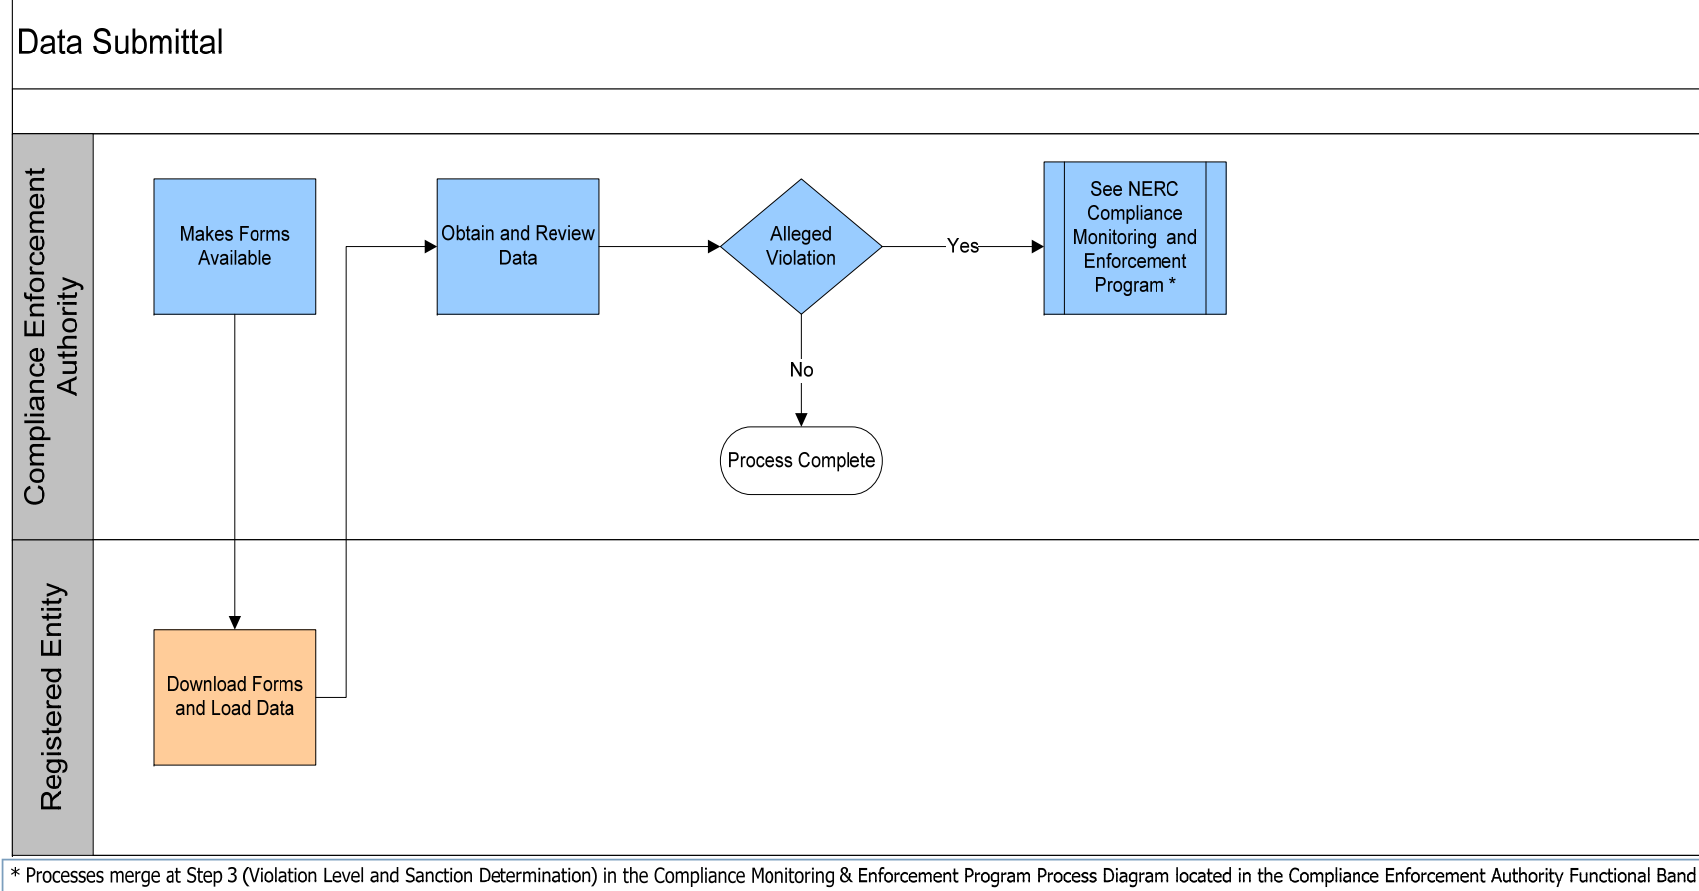 Data Submittal
Compliance Enforcement
Authority
Makes Forms
Available
Obtain and Review
Data
Alleged
Violation
Yes
See NERC
Compliance
Monitoring and
Enforcement
Program *
No
Process Complete
Registered Entity
Download Forms
and Load Data
* Processes merge at Step 3 (Violation Level and Sanction Determination) in the Compliance Monitoring & Enforcement Program Process Diagram located in the Compliance Enforcement Authority Functional Band